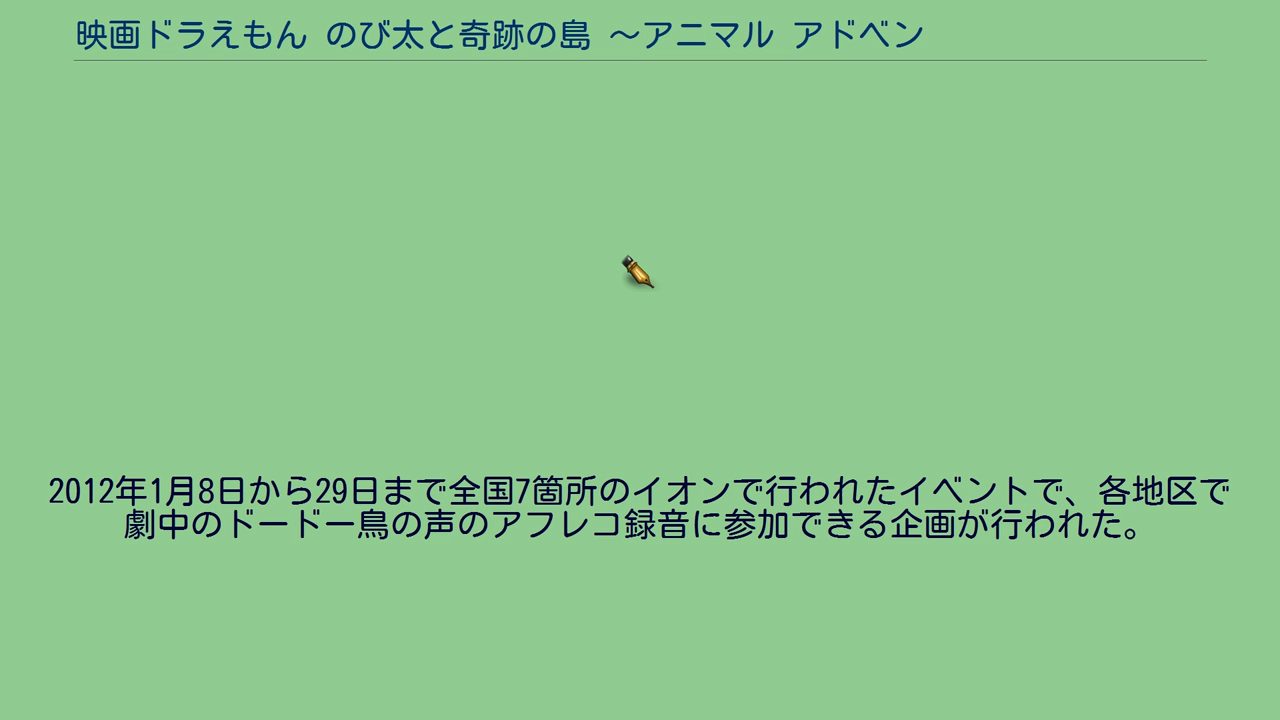 映画ドラえもん のび太と奇跡の島 〜アニマル アドベン
2012年1月8日から29日まで全国7箇所のイオンで行われたイベントで、各地区で
劇中のドードー鳥の声のアフレコ録音に参加できる企画が行われた。